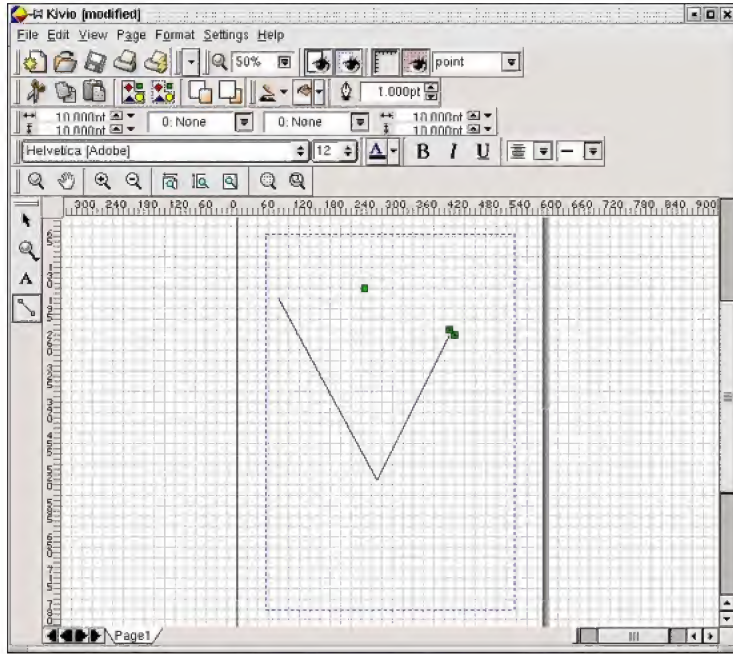 Kivio [modified]
File Edit View Page Format Settings Help
50% point
1.000pt
10.000pt 0: None 0: None 10.000pt
10.000pt 10.000pt
Helvetica [Adobe] 12 A B I U
300 240 180 120 60 0 60 120 180 240 300 360 420 480 540 600 660 720 780 840 900
A
Page1